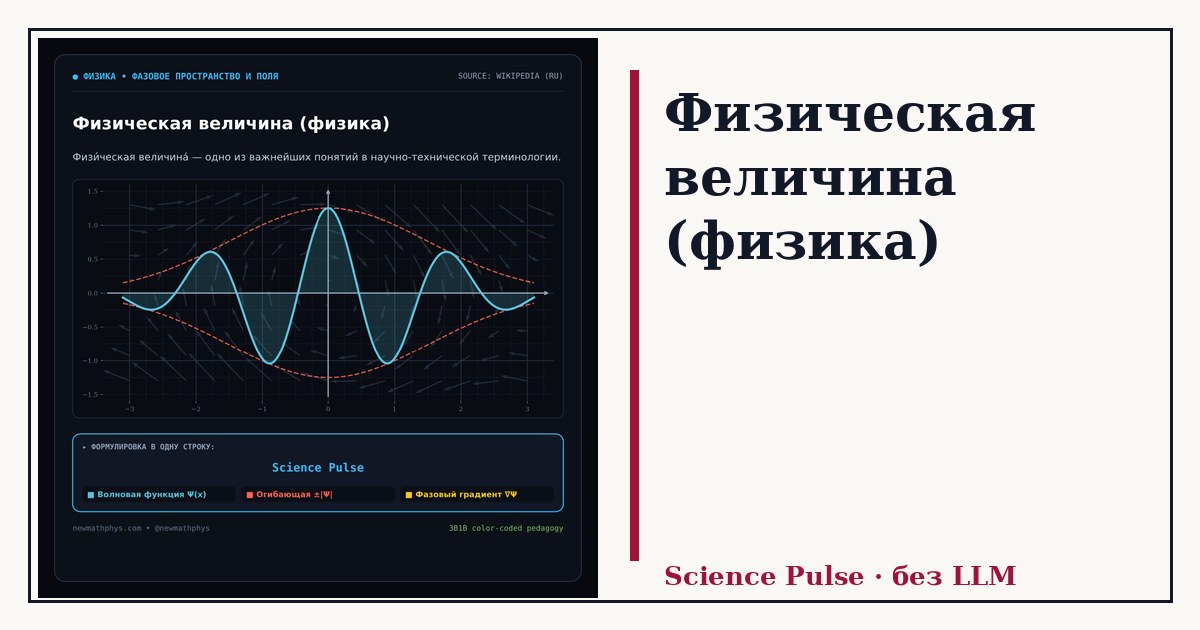 ● ФИЗИКА • ФАЗОВОЕ ПРОСТРАНСТВО И ПОЛЯ
SOURCE: WIKIPEDIA (RU)
Физическая величина (физика)
Физи́ческая величина́ — одно из важнейших понятий в научно-технической терминологии.
1.5
1.0
0.5
0.0
−0.5
−1.0
−1.5
−3 −2 −1 0 1 2 3
▸ ФОРМУЛИРОВКА В ОДНУ СТРОКУ:
Science Pulse
■ Волновая функция Ψ(x) ■ Огибающая ±|Ψ| ■ Фазовый градиент ∇Ψ
newmathphys.com • @newmathphys
3B1B color-coded pedagogy
Физическая
величина
(физика)
Science Pulse · без LLM